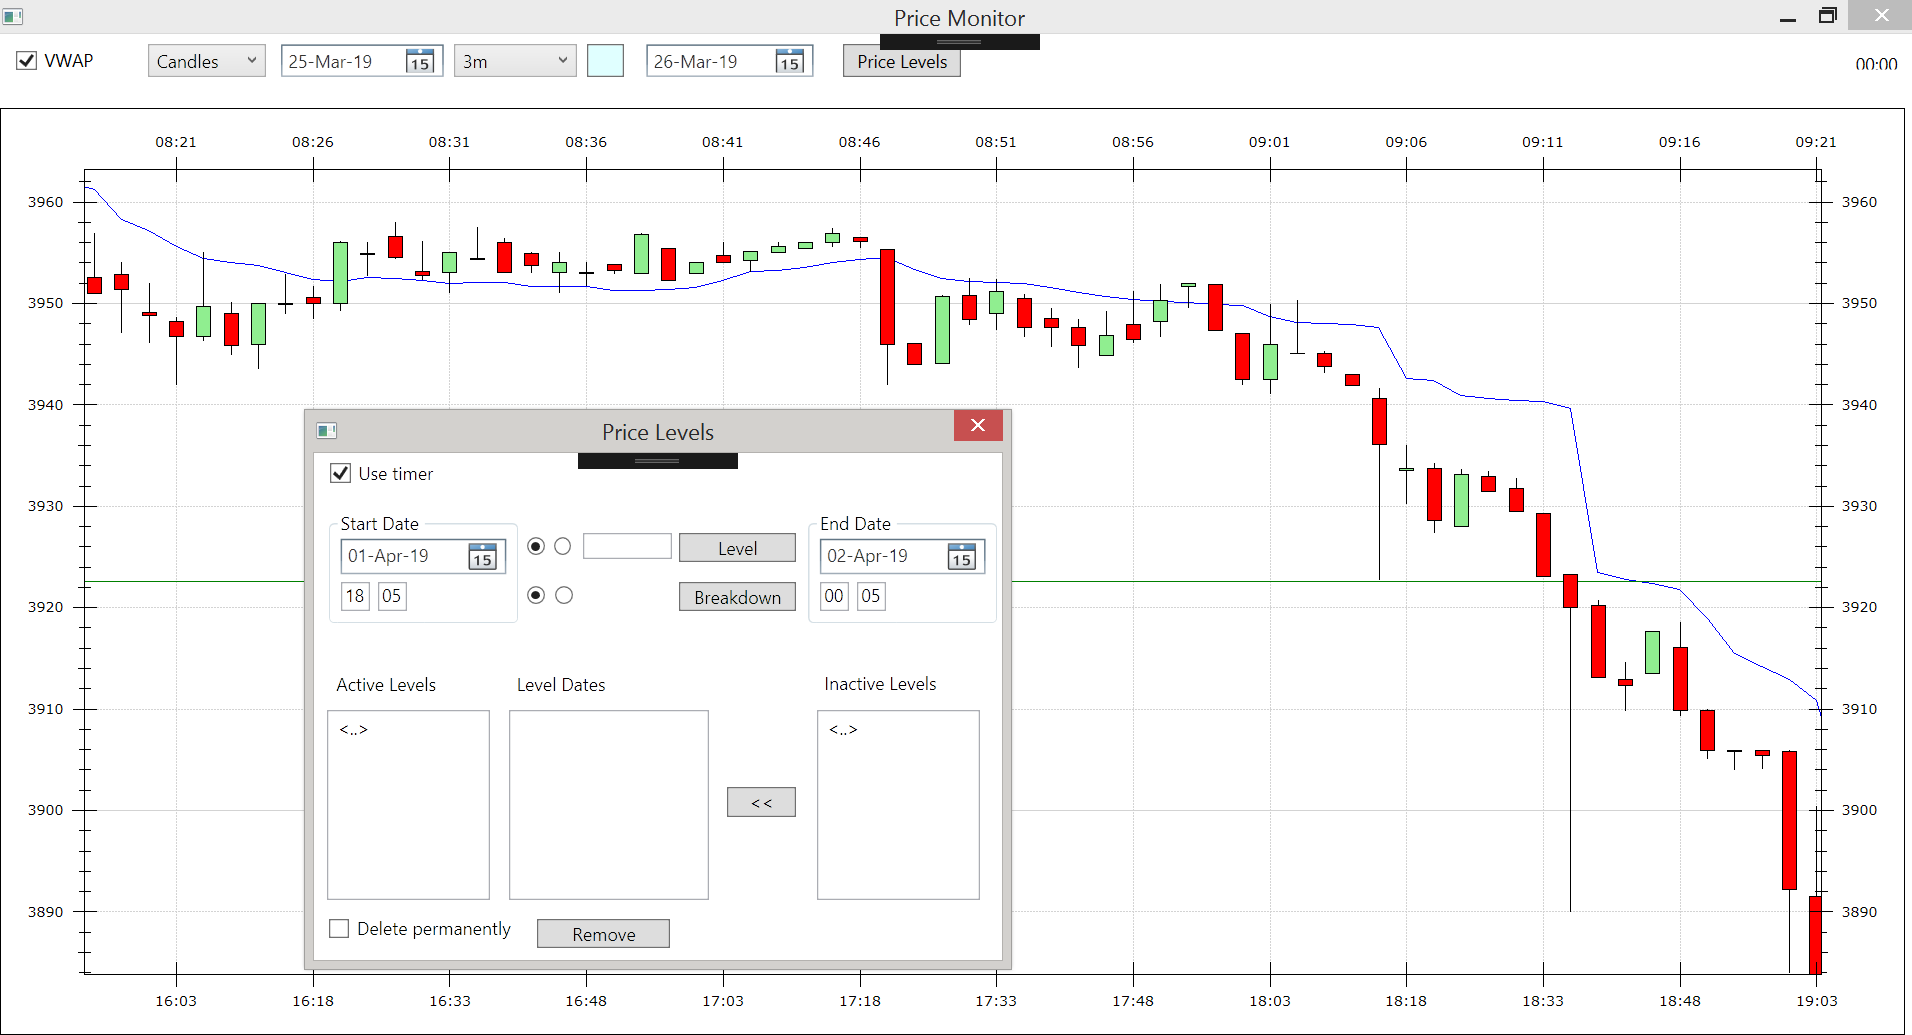 Price Monitor
VWAP Candles 25-Mar-19 15 3m 26-Mar-19 15 Price Levels 00:00
08:21 08:26 08:31 08:36 08:41 08:46 08:51 08:56 09:01 09:06 09:11 09:16 09:21
3960 3960
3950 3950
3940 3940
3930 3930
3920 3920
3910 3910
3900 3900
3890 3890
16:03 16:18 16:33 16:48 17:03 17:18 17:33 17:48 18:03 18:18 18:33 18:48 19:03
Price Levels
Use timer
Start Date End Date
01-Apr-19 15 Level 02-Apr-19 15
18 05 Breakdown 00 05
Active Levels Level Dates Inactive Levels
<..> <..>
<<
Delete permanently Remove